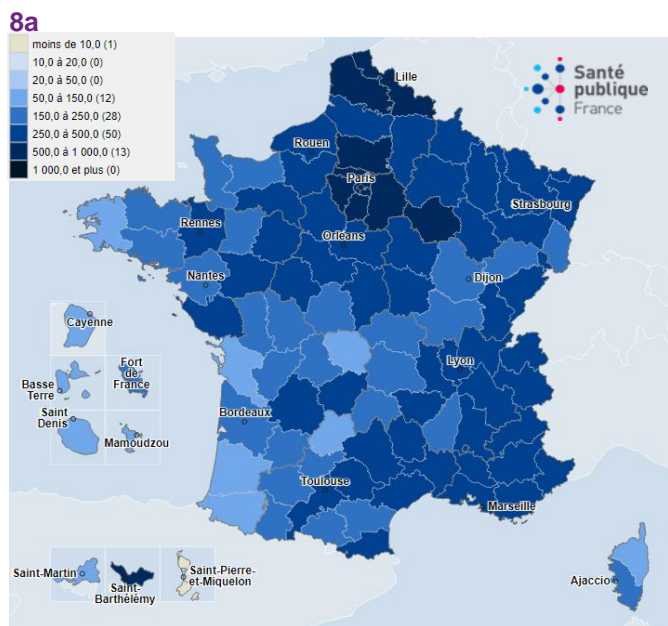 8a
moins de 10,0 (1)
10,0 à 20,0 (0)
20,0 à 50,0 (0)
50,0 à 150,0 (12)
150,0 à 250,0 (28)
250,0 à 500,0 (50)
500,0 à 1 000,0 (13)
1 000,0 et plus (0)
Santé
publique
France
Lille
Rouen
Paris
Strasbourg
Rennes
Orléans
Nantes
Dijon
Cayenne
Lyon
Basse
Terre
Fort
de
France
Saint
Denis
Mamoudzou
Bordeaux
Toulouse
Marseille
Saint-Martin
Saint-
Barthélémy
Saint-Pierre-
et-Miquelon
Ajaccio